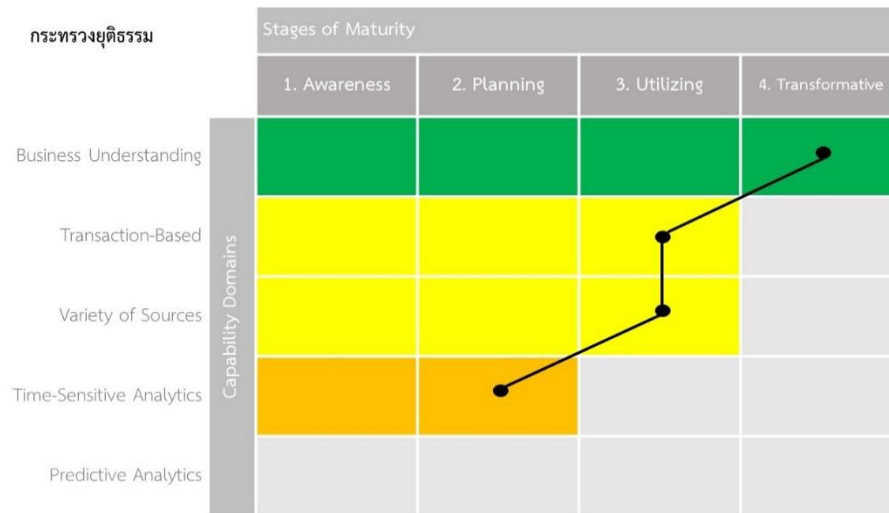 กระทรวงยุติธรรม
Stages of Maturity
1. Awareness
2. Planning
3. Utilizing
4. Transformative
Capability Domains
Business Understanding
Transaction-Based
Variety of Sources
Time-Sensitive Analytics
Predictive Analytics